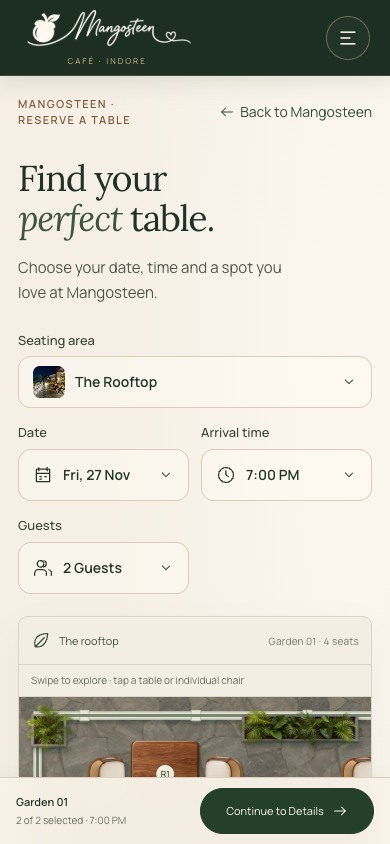 Mangosteen
CAFÉ · INDORE
MANGOSTEEN ·
RESERVE A TABLE
← Back to Mangosteen
Find your
perfect table.
Choose your date, time and a spot you
love at Mangosteen.
Seating area
The Rooftop
Date
Arrival time
Fri, 27 Nov
7:00 PM
Guests
2 Guests
The rooftop
Garden 01 · 4 seats
Swipe to explore · tap a table or individual chair
R1
Garden 01
2 of 2 selected · 7:00 PM
Continue to Details →